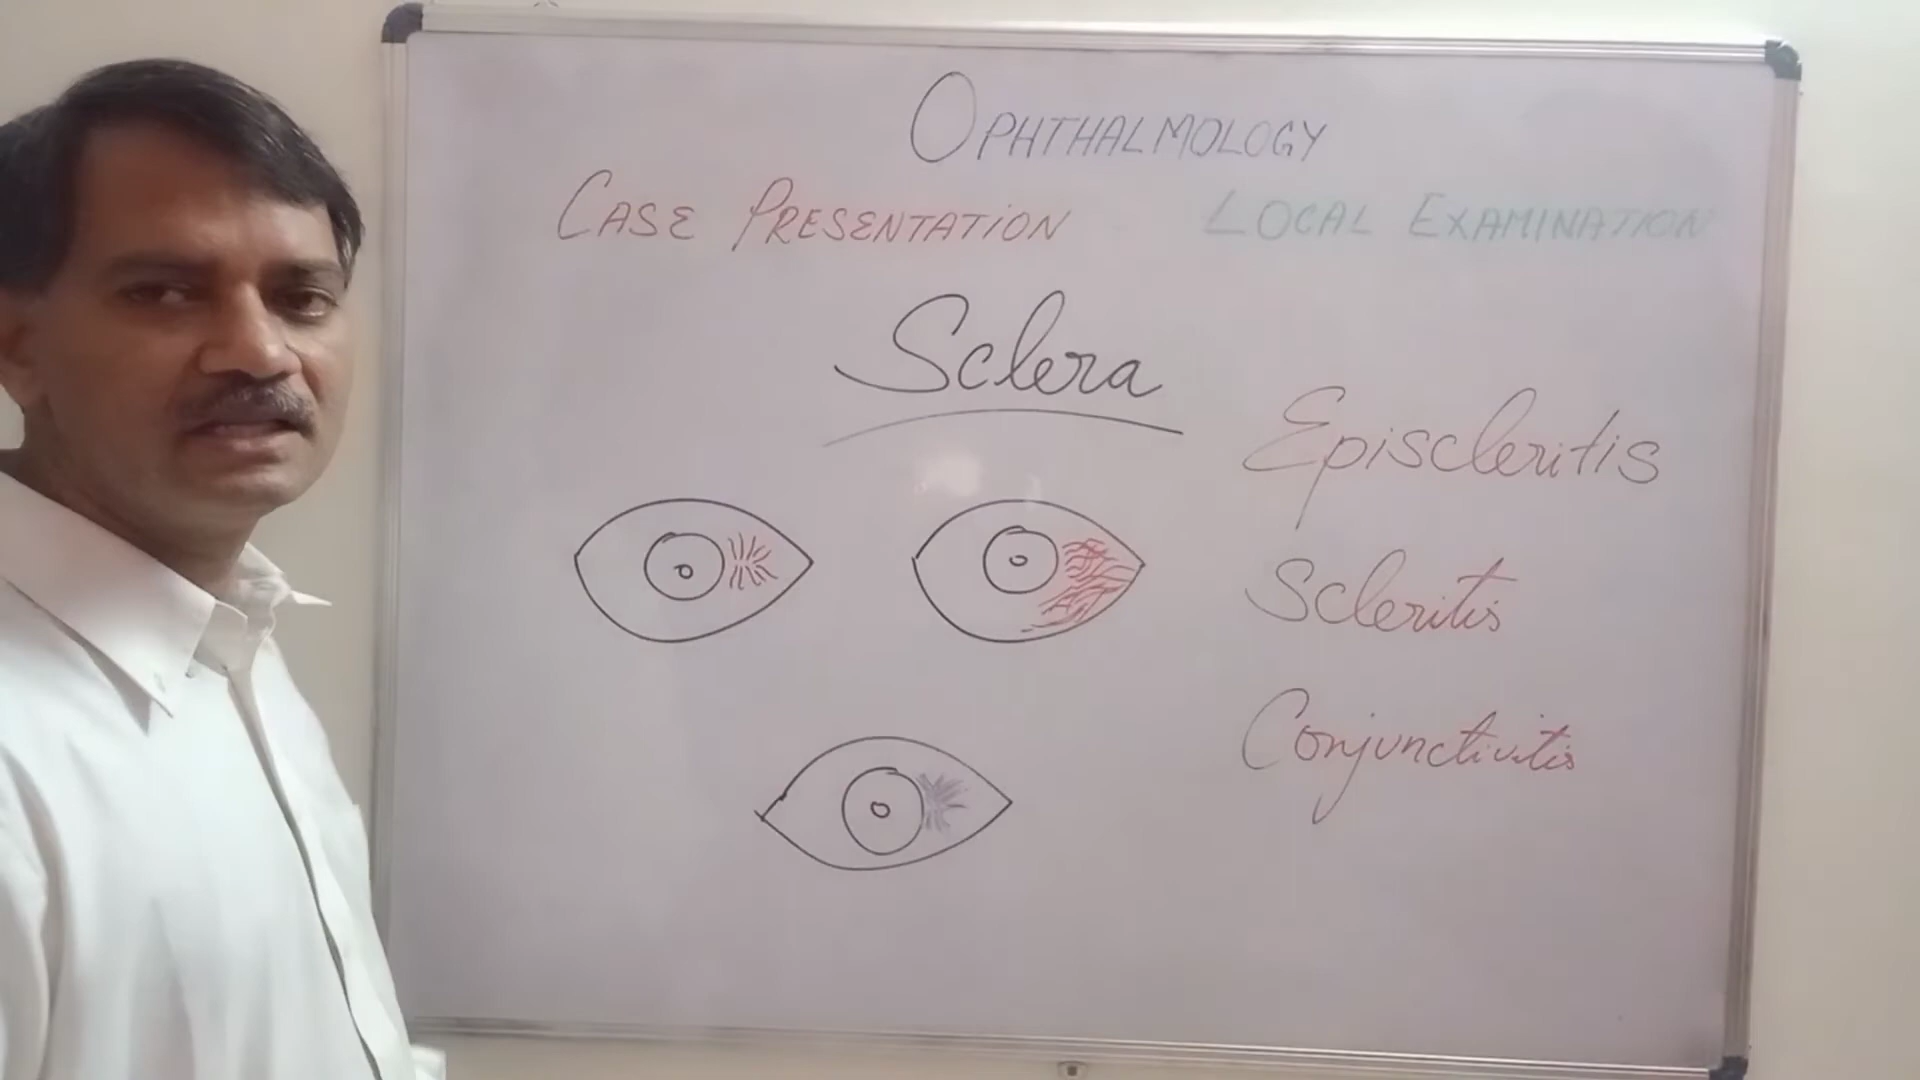 OPHTHALMOLOGY
CASE PRESENTATION LOCAL EXAMINATION
Sclera
Episcleritis
Scleritis
Conjunctivitis